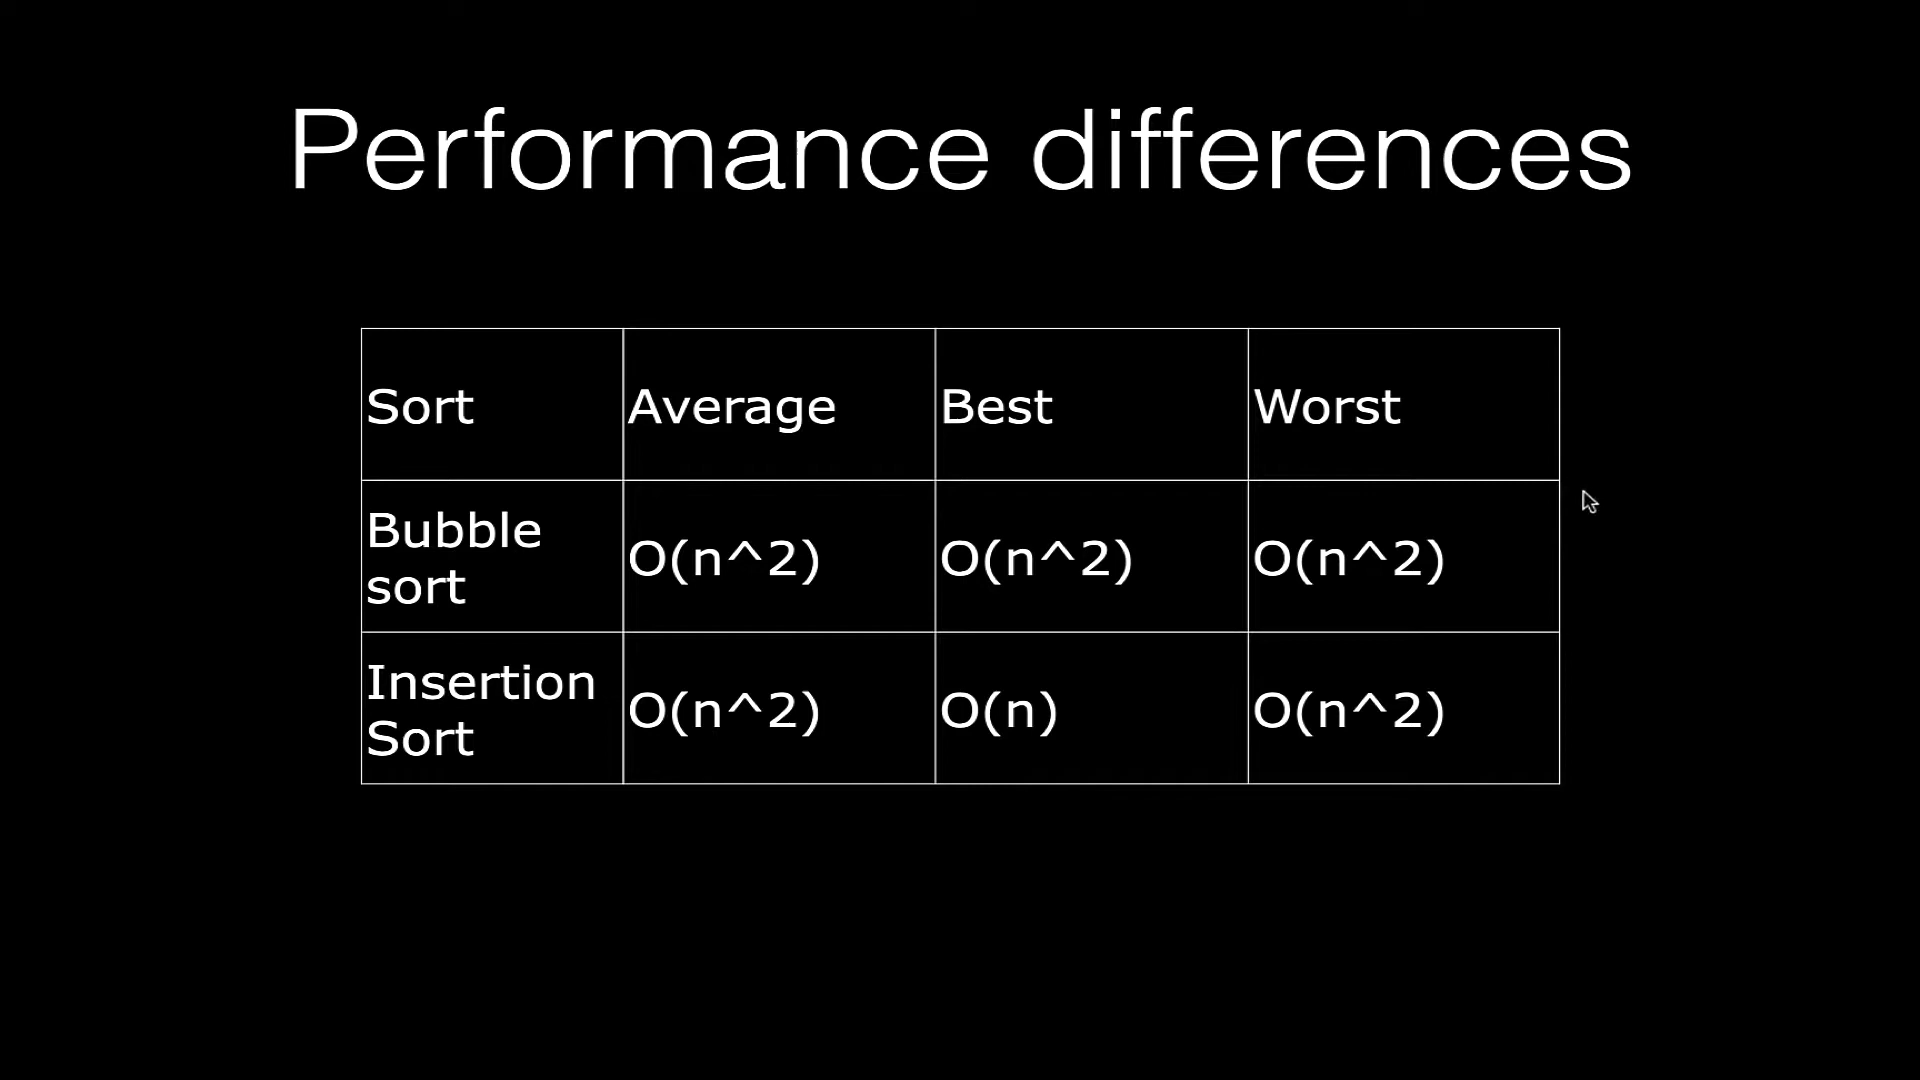 Performance differences
Sort Average Best Worst
Bubble
sort
O(n^2) O(n^2) O(n^2)
Insertion
Sort
O(n^2) O(n) O(n^2)